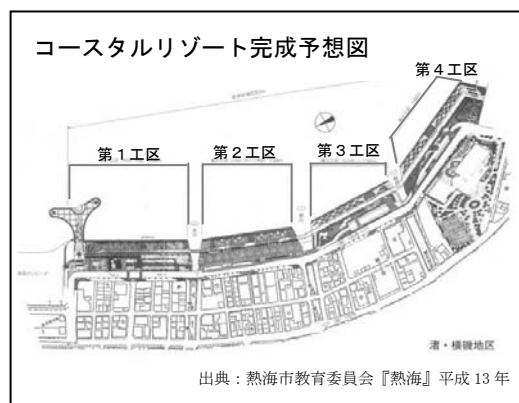 コースタルリゾート完成予想図
第4工区
第1工区
第2工区
第3工区
渚・横磯地区
出典：熱海市教育委員会『熱海』平成 13 年